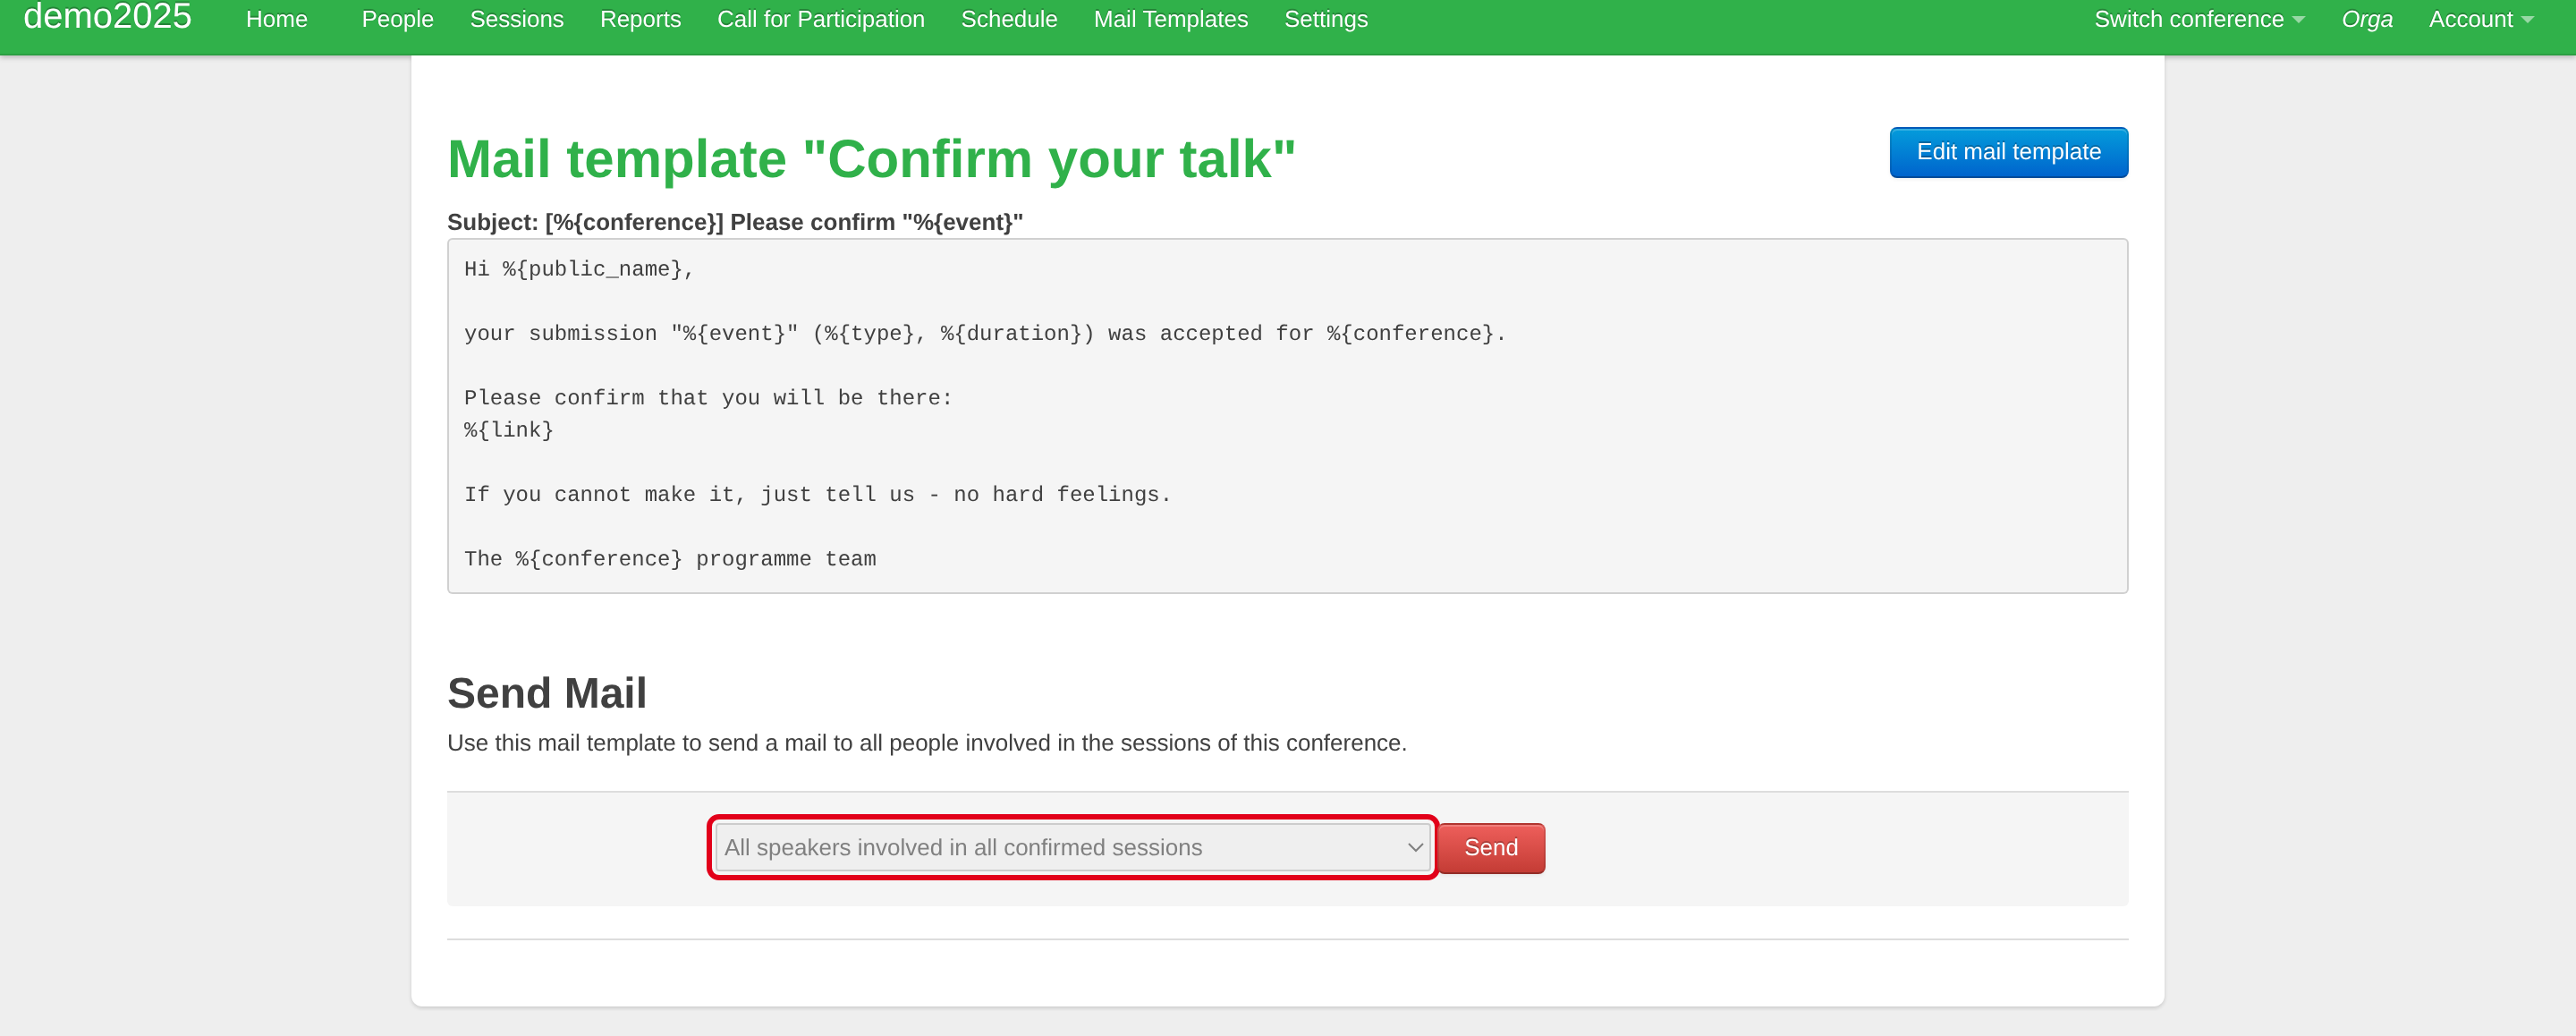 demo2025 Home People Sessions Reports Call for Participation Schedule Mail Templates Settings Switch conference Orga Account
Mail template "Confirm your talk"
Edit mail template
Subject: [%{conference}] Please confirm "%{event}"
Hi %{public_name},
your submission "%{event}" (%{type}, %{duration}) was accepted for %{conference}.
Please confirm that you will be there:
%{link}
If you cannot make it, just tell us - no hard feelings.
The %{conference} programme team
Send Mail
Use this mail template to send a mail to all people involved in the sessions of this conference.
All speakers involved in all confirmed sessions Send